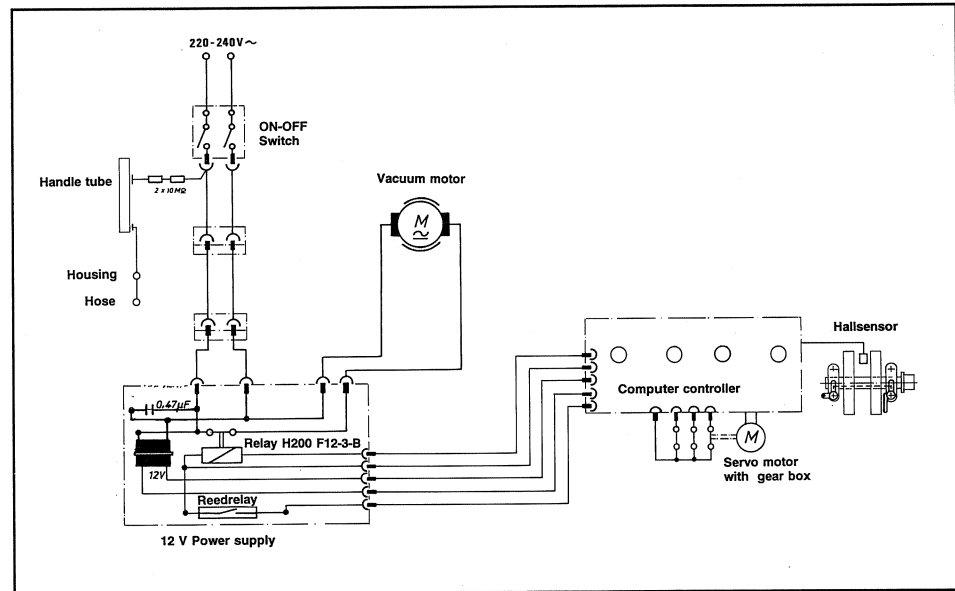 220-240V~
ON-OFF
Switch
Handle tube
2 x 10 MΩ
Vacuum motor
M
Housing
Hose
Hallsensor
Computer controller
0,47µF
Relay H200 F12-3-B
M
Servo motor
with gear box
12V
Reedrelay
12 V Power supply